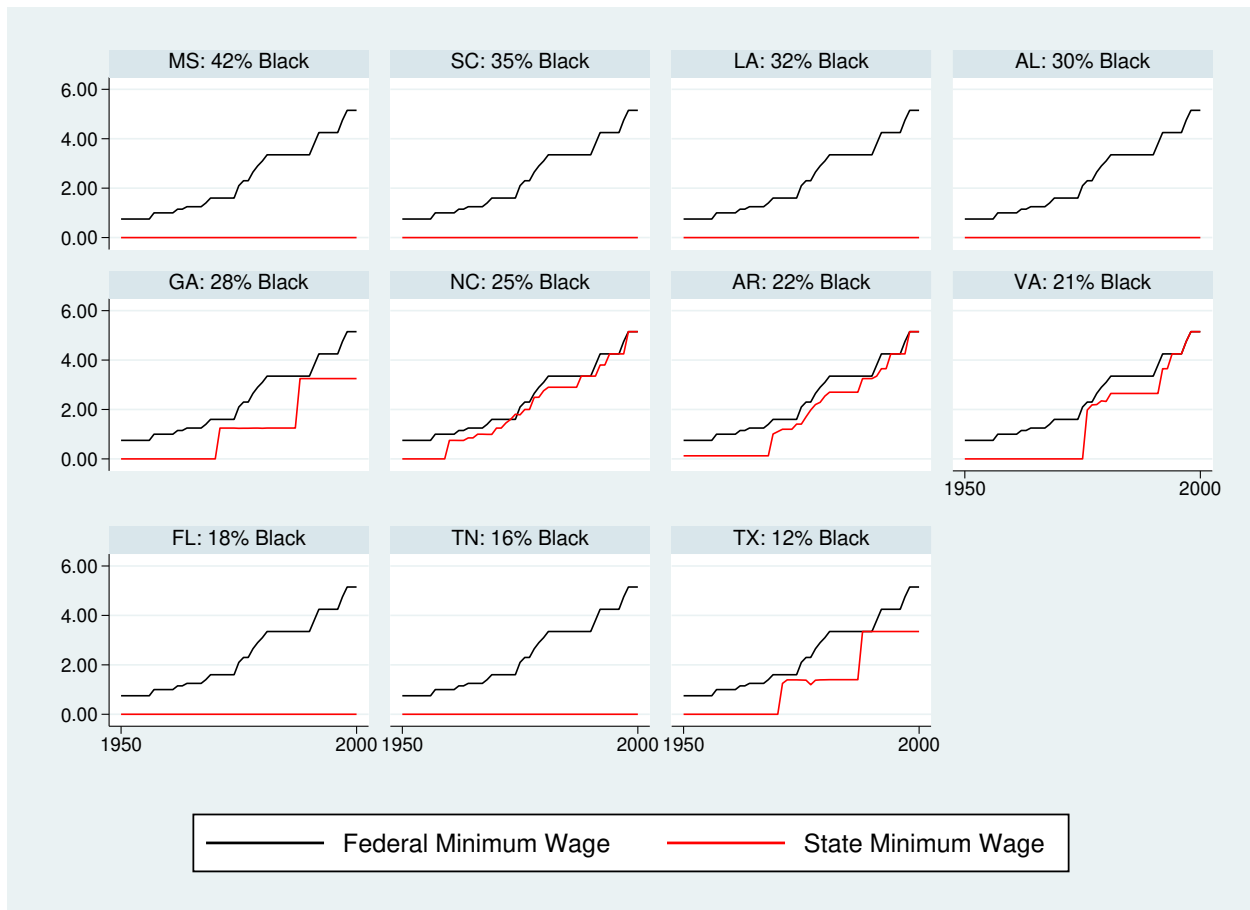 MS: 42% Black SC: 35% Black LA: 32% Black AL: 30% Black
6.00
4.00
2.00
0.00
GA: 28% Black NC: 25% Black AR: 22% Black VA: 21% Black
6.00
4.00
2.00
0.00
1950 2000
FL: 18% Black TN: 16% Black TX: 12% Black
6.00
4.00
2.00
0.00
1950 2000 1950 2000 1950 2000
Federal Minimum Wage State Minimum Wage